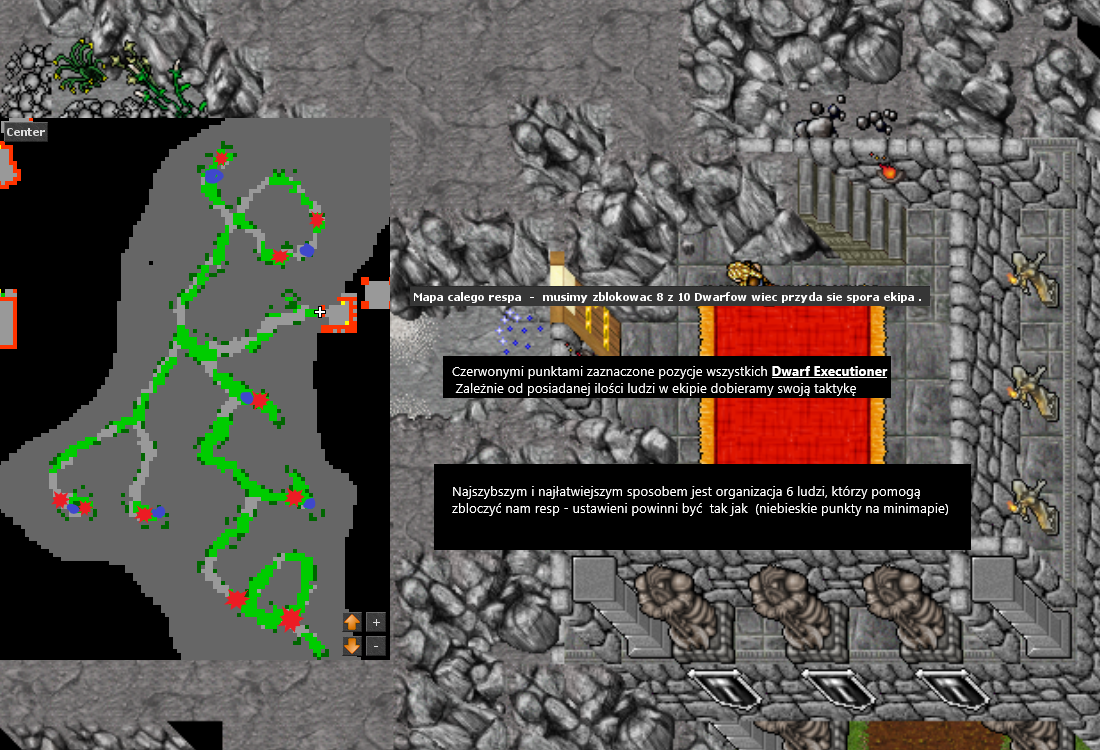 Center
Mapa calego respa - musimy zblokowac 8 z 10 Dwarfow wiec przyda sie spora ekipa .
Czerwonymi punktami zaznaczone pozycje wszystkich Dwarf Executioner
Zależnie od posiadanej ilości ludzi w ekipie dobieramy swoją taktykę
Najszybszym i najłatwiejszym sposobem jest organizacja 6 ludzi, którzy pomogą
zbloczyć nam resp - ustawieni powinni być tak jak (niebieskie punkty na minimapie)
+
-